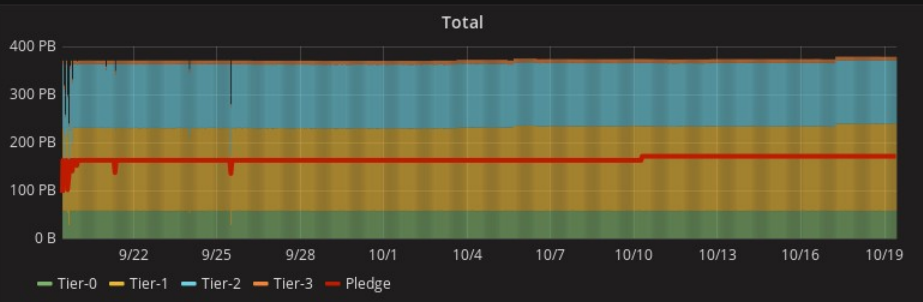 Total
400 PB
300 PB
200 PB
100 PB
0 B
9/22 9/25 9/28 10/1 10/4 10/7 10/10 10/13 10/16 10/19
Tier-0 Tier-1 Tier-2 Tier-3 Pledge